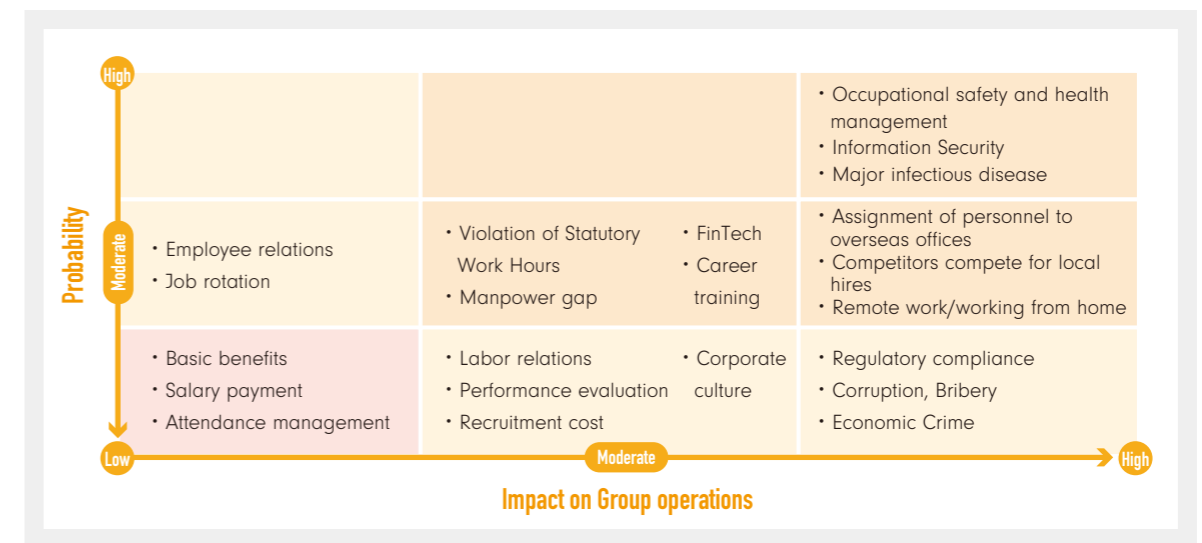 High
• Occupational safety and health
management
• Information Security
• Major infectious disease
Probability
Moderate
• Employee relations
• Job rotation
• Violation of Statutory
Work Hours
• Manpower gap
• FinTech
• Career
training
• Assignment of personnel to
overseas offices
• Competitors compete for local
hires
• Remote work/working from home
• Basic benefits
• Salary payment
• Attendance management
• Labor relations
• Performance evaluation
• Recruitment cost
• Corporate
culture
• Regulatory compliance
• Corruption, Bribery
• Economic Crime
Low
Moderate
High
Impact on Group operations